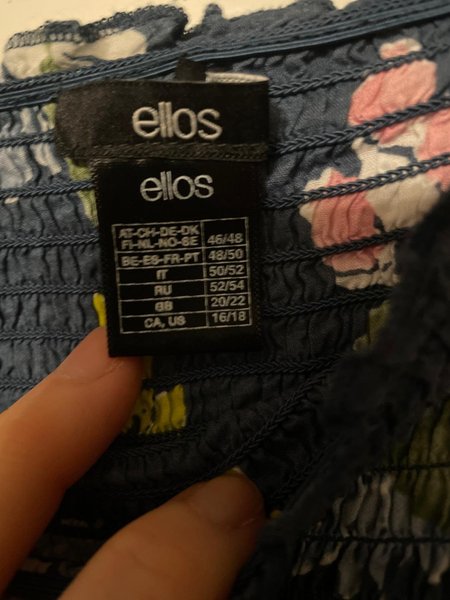 ellos
ellos
AT-CH-DE-DK
FI-NL-NO-SE 46/48
BE-ES-FR-PT 48/50
IT 50/52
RU 52/54
GB 20/22
CA, US 16/18